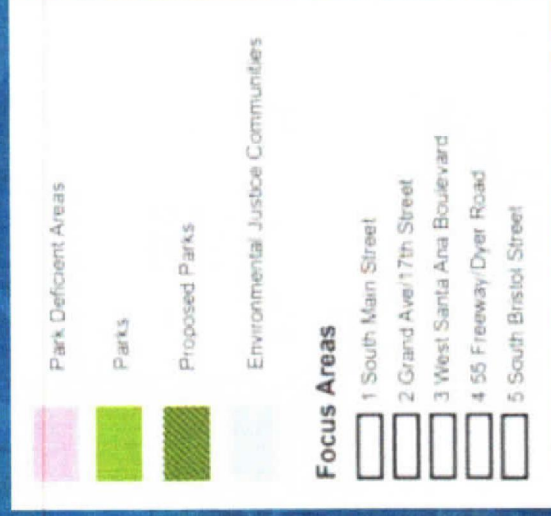 Park Deficient Areas
Parks
Proposed Parks
Environmental Justice Communities
Focus Areas
1 South Main Street
2 Grand Ave/17th Street
3 West Santa Ana Boulevard
4 55 Freeway/Dyer Road
5 South Bristol Street